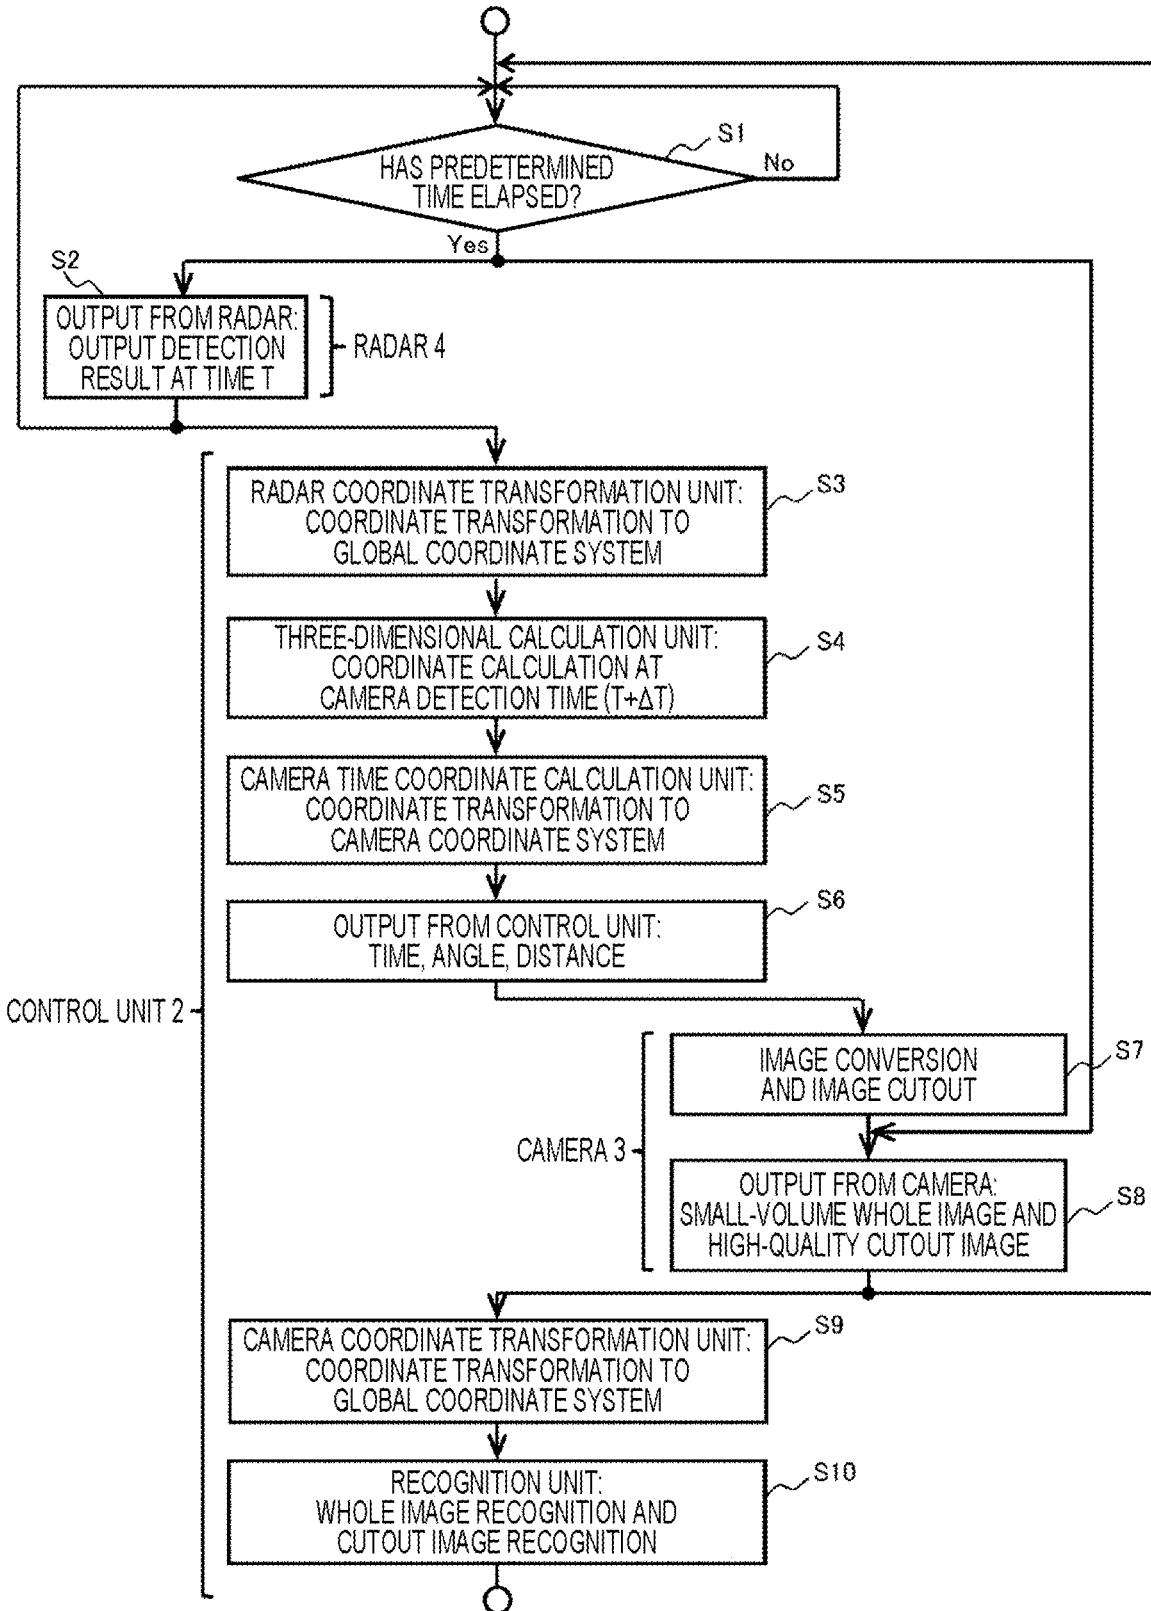 S1
HAS PREDETERMINED
TIME ELAPSED?
No
Yes
S2
OUTPUT FROM RADAR:
OUTPUT DETECTION
RESULT AT TIME T
RADAR 4
S3
RADAR COORDINATE TRANSFORMATION UNIT:
COORDINATE TRANSFORMATION TO
GLOBAL COORDINATE SYSTEM
S4
THREE-DIMENSIONAL CALCULATION UNIT:
COORDINATE CALCULATION AT
CAMERA DETECTION TIME (T+ΔT)
S5
CAMERA TIME COORDINATE CALCULATION UNIT:
COORDINATE TRANSFORMATION TO
CAMERA COORDINATE SYSTEM
S6
OUTPUT FROM CONTROL UNIT:
TIME, ANGLE, DISTANCE
CONTROL UNIT 2
S7
IMAGE CONVERSION
AND IMAGE CUTOUT
CAMERA 3
S8
OUTPUT FROM CAMERA:
SMALL-VOLUME WHOLE IMAGE AND
HIGH-QUALITY CUTOUT IMAGE
S9
CAMERA COORDINATE TRANSFORMATION UNIT:
COORDINATE TRANSFORMATION TO
GLOBAL COORDINATE SYSTEM
S10
RECOGNITION UNIT:
WHOLE IMAGE RECOGNITION AND
CUTOUT IMAGE RECOGNITION